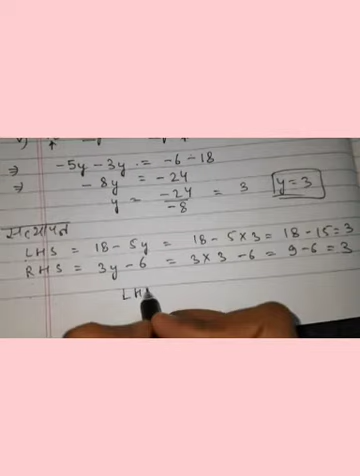 ⇒ -5y - 3y = -6 - 18
⇒ -8y = -24
y = -24/-8 = 3 y = 3
सत्यापन
LHS = 18 - 5y = 18 - 5×3 = 18 - 15 = 3
RHS = 3y - 6 = 3×3 - 6 = 9 - 6 = 3
LH